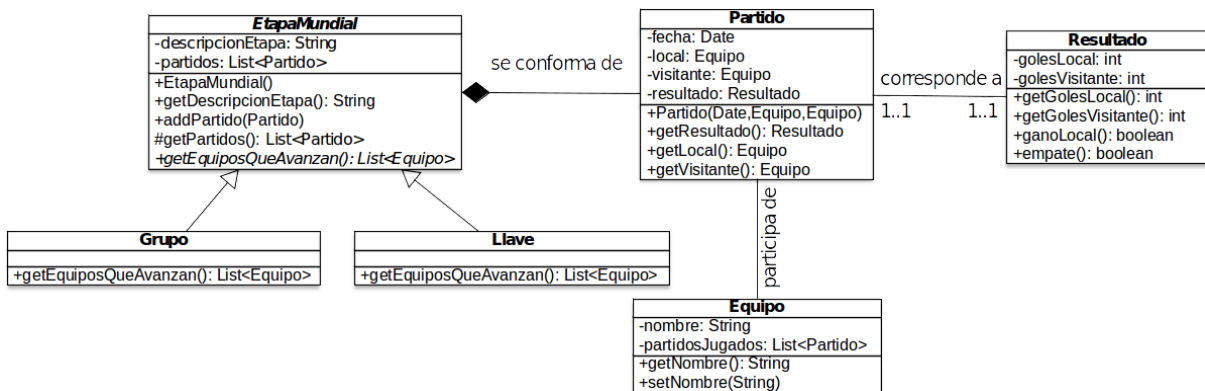 EtapaMundial
-descripcionEtapa: String
-partidos: List<Partido>
+EtapaMundial()
+getDescripcionEtapa(): String
+addPartido(Partido)
#getPartidos(): List<Partido>
+getEquiposQueAvanzan(): List<Equipo>
se conforma de
Partido
-fecha: Date
-local: Equipo
-visitante: Equipo
-resultado: Resultado
+Partido(Date,Equipo,Equipo)
+getResultado(): Resultado
+getLocal(): Equipo
+getVisitante(): Equipo
corresponde a
1..1
1..1
Resultado
-golesLocal: int
-golesVisitante: int
+getGolesLocal(): int
+getGolesVisitante(): int
+ganoLocal(): boolean
+empate(): boolean
Grupo
+getEquiposQueAvanzan(): List<Equipo>
Llave
+getEquiposQueAvanzan(): List<Equipo>
participa de
Equipo
-nombre: String
-partidosJugados: List<Partido>
+getNombre(): String
+setNombre(String)